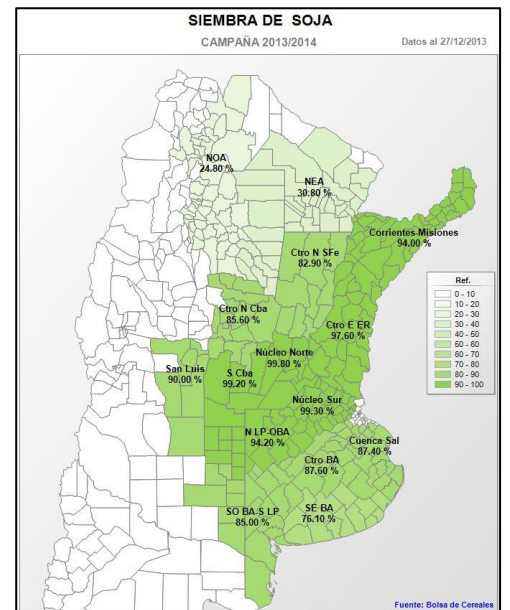 SIEMBRA DE SOJA
CAMPAÑA 2013/2014
Datos al 27/12/2013
NOA
24.80 %
NEA
30.80 %
Corrientes Misiones
94.00 %
Ctro N SFe
82.90 %
Ctro N Cba
85.60 %
Ctro E ER
97.60 %
Núcleo Norte
99.80 %
San Luis
90.00 %
S Cba
99.20 %
Núcleo Sur
99.30 %
N LP-OBA
94.20 %
Cuenca Sal
87.40 %
Ctro BA
87.60 %
SO BA-S LP
85.00 %
SE BA
76.10 %
Ref.
0 - 10
10 - 20
20 - 30
30 - 40
40 - 50
50 - 60
60 - 70
70 - 80
80 - 90
90 - 100
Fuente: Bolsa de Cereales